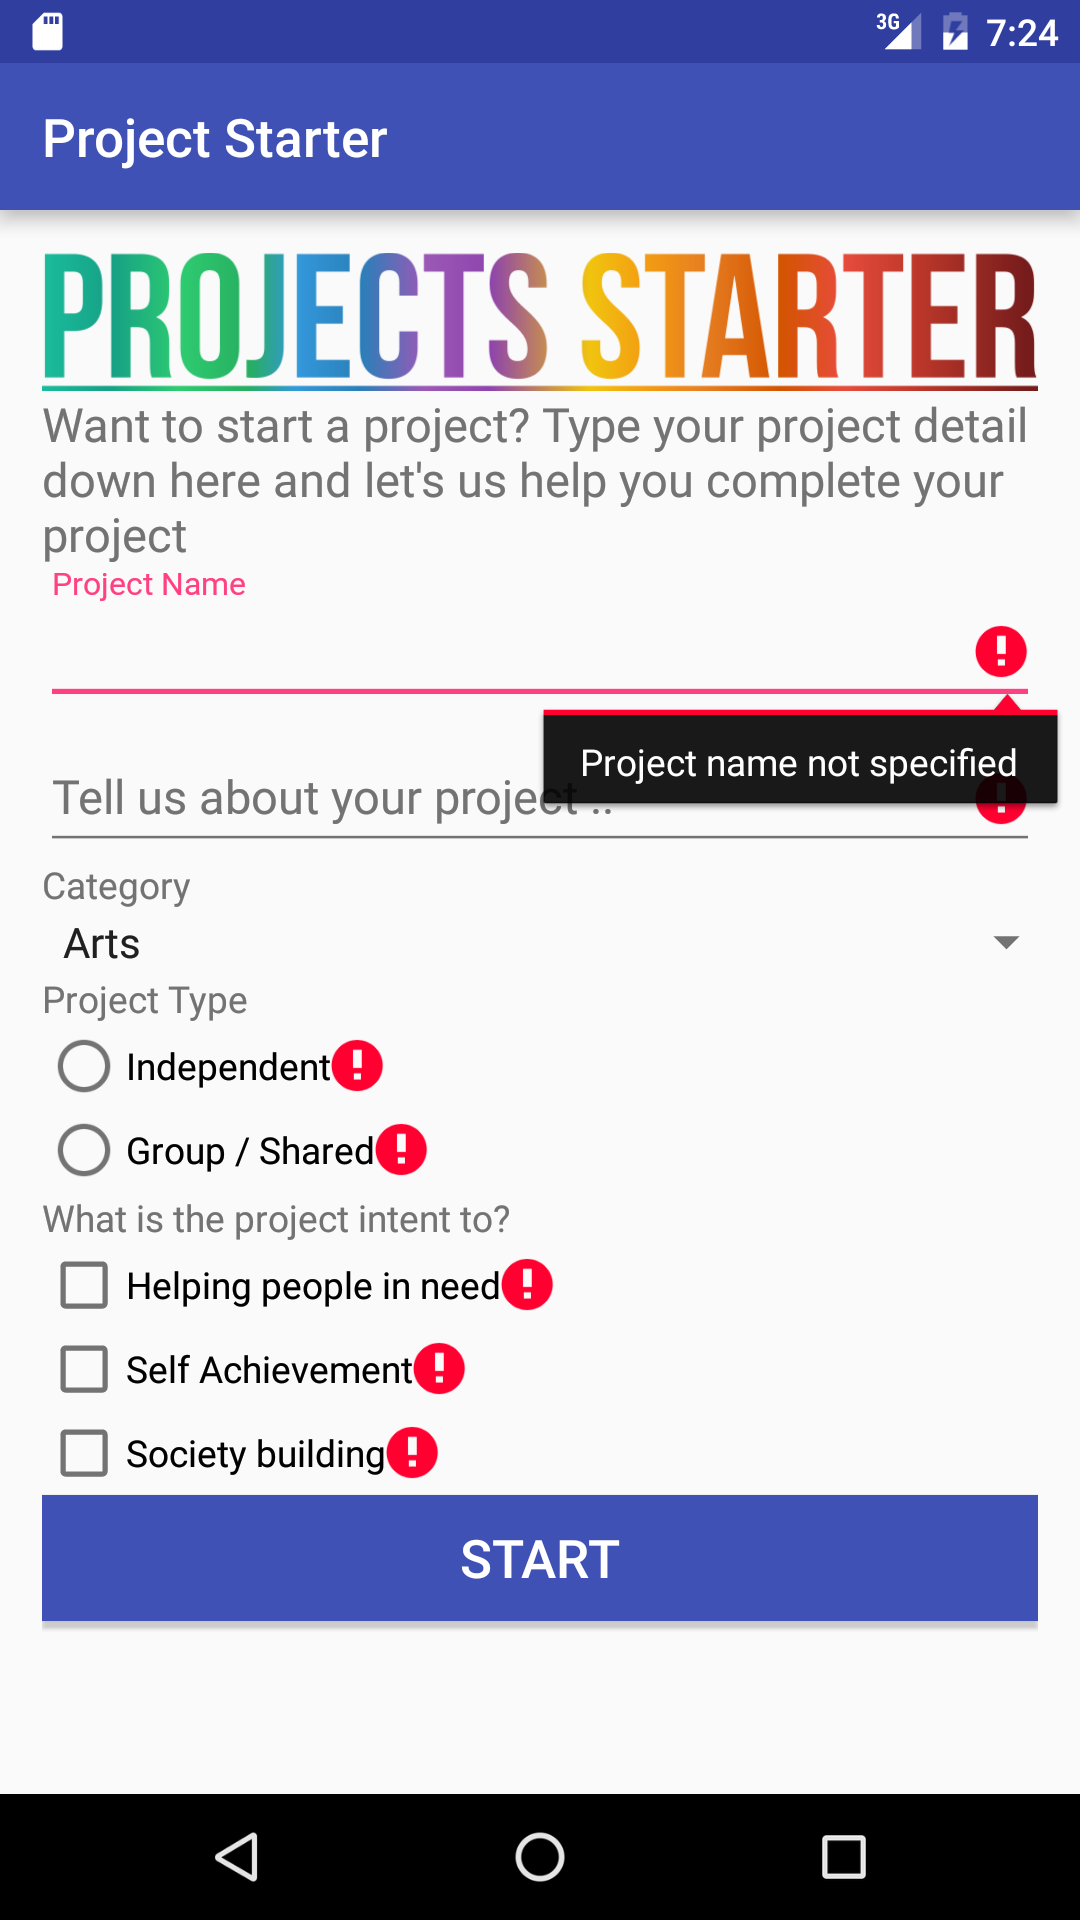 3G 7:24
Project Starter
PROJECTS STARTER
Want to start a project? Type your project detail
down here and let's us help you complete your
project
Project Name
Project name not specified
Tell us about your project ..
Category
Arts
Project Type
Independent
Group / Shared
What is the project intent to?
Helping people in need
Self Achievement
Society building
START